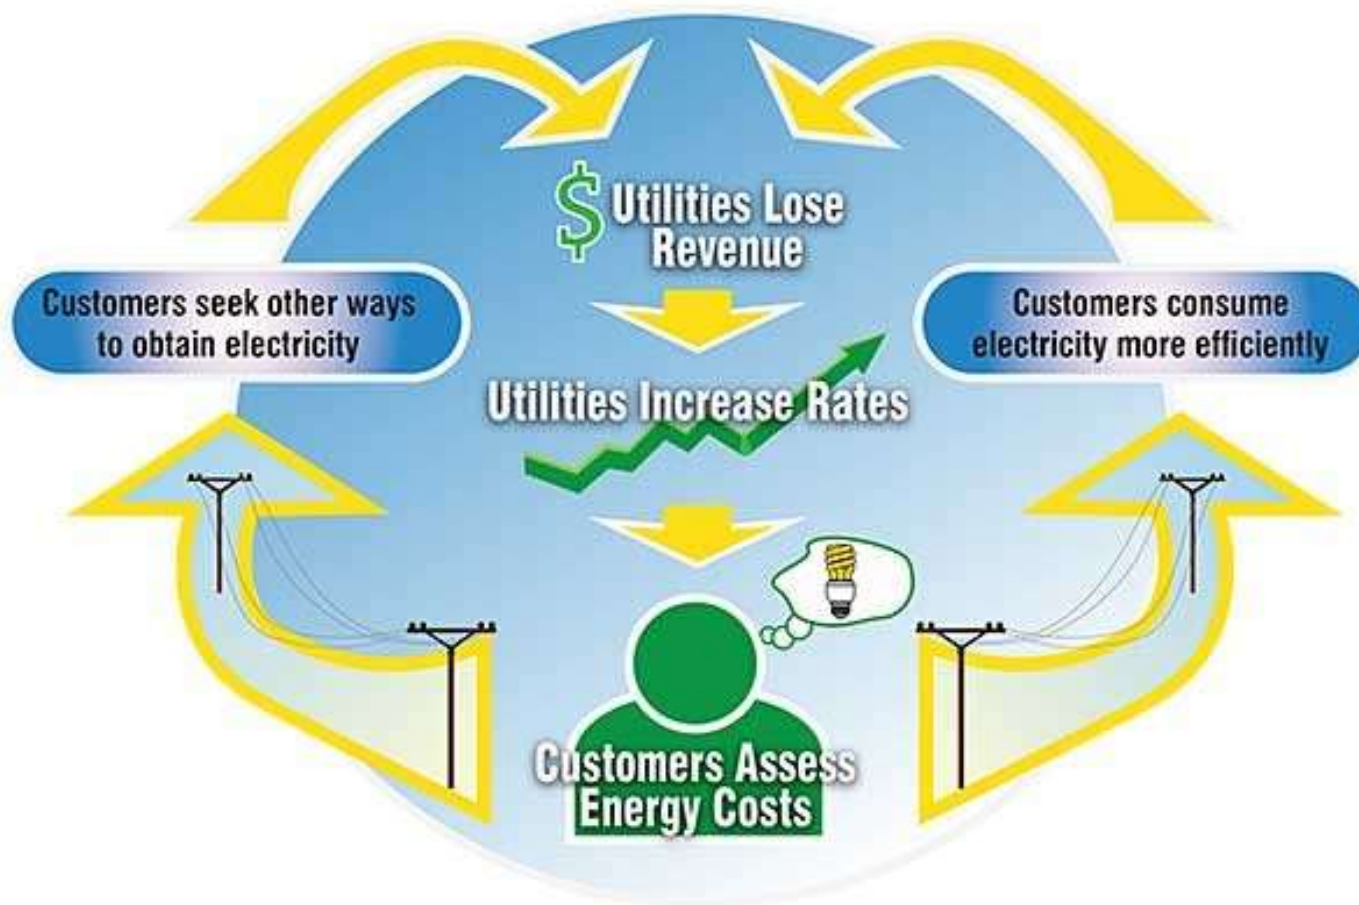 $ Utilities Lose
Revenue
Customers seek other ways
to obtain electricity
Customers consume
electricity more efficiently
Utilities Increase Rates
Customers Assess
Energy Costs